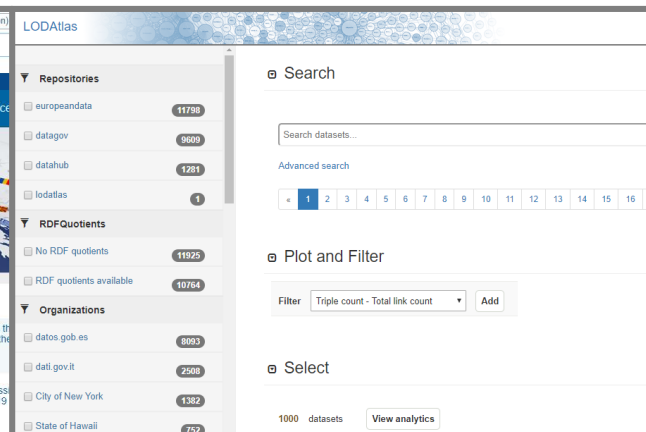 LODAtlas
Repositories
europeandata 11798
datagov 9609
datahub 1281
lodatlas 1
RDFQuotients
No RDF quotients 11925
RDF quotients available 10764
Organizations
datos.gob.es 8093
dati.gov.it 2508
City of New York 1382
State of Hawaii 752
Search
Search datasets...
Advanced search
« 1 2 3 4 5 6 7 8 9 10 11 12 13 14 15 16
Plot and Filter
Filter Triple count - Total link count Add
Select
1000 datasets View analytics